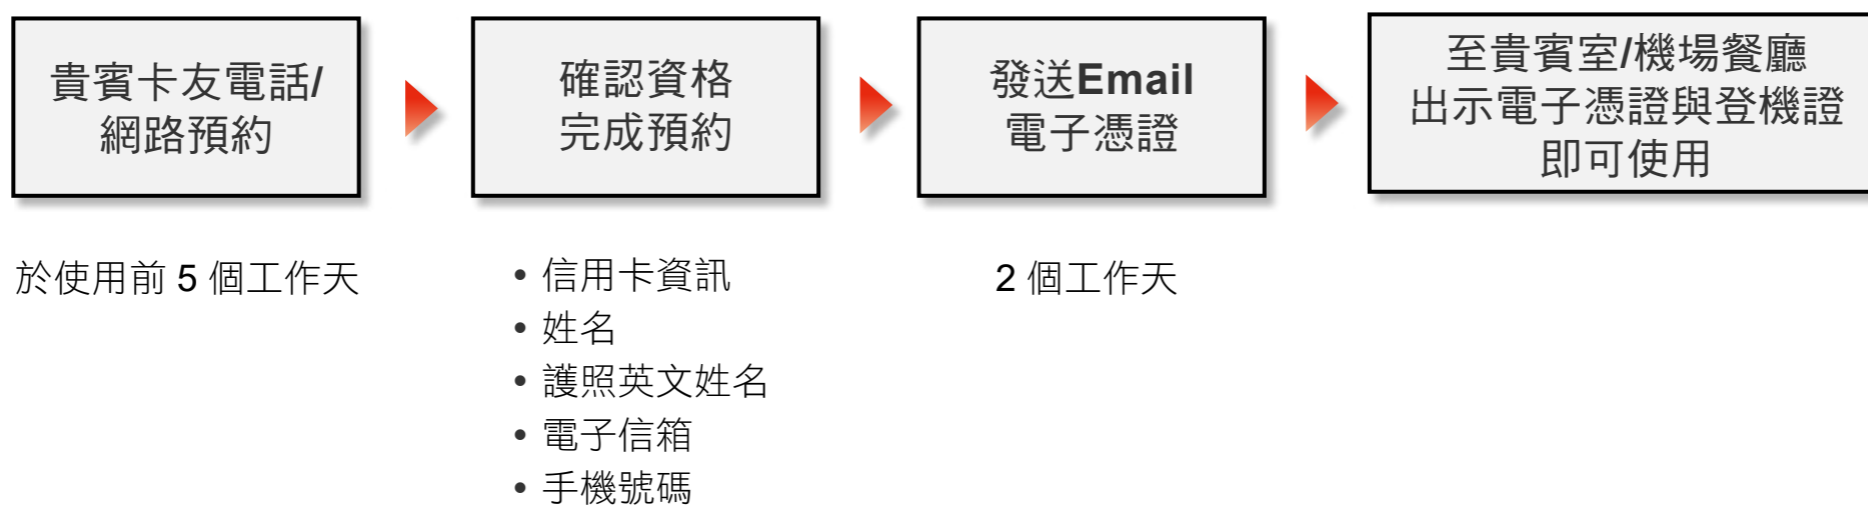 貴賓卡友電話/
網路預約
確認資格
完成預約
發送Email
電子憑證
至貴賓室/機場餐廳
出示電子憑證與登機證
即可使用
於使用前 5 個工作天
• 信用卡資訊
• 姓名
• 護照英文姓名
• 電子信箱
• 手機號碼
2 個工作天